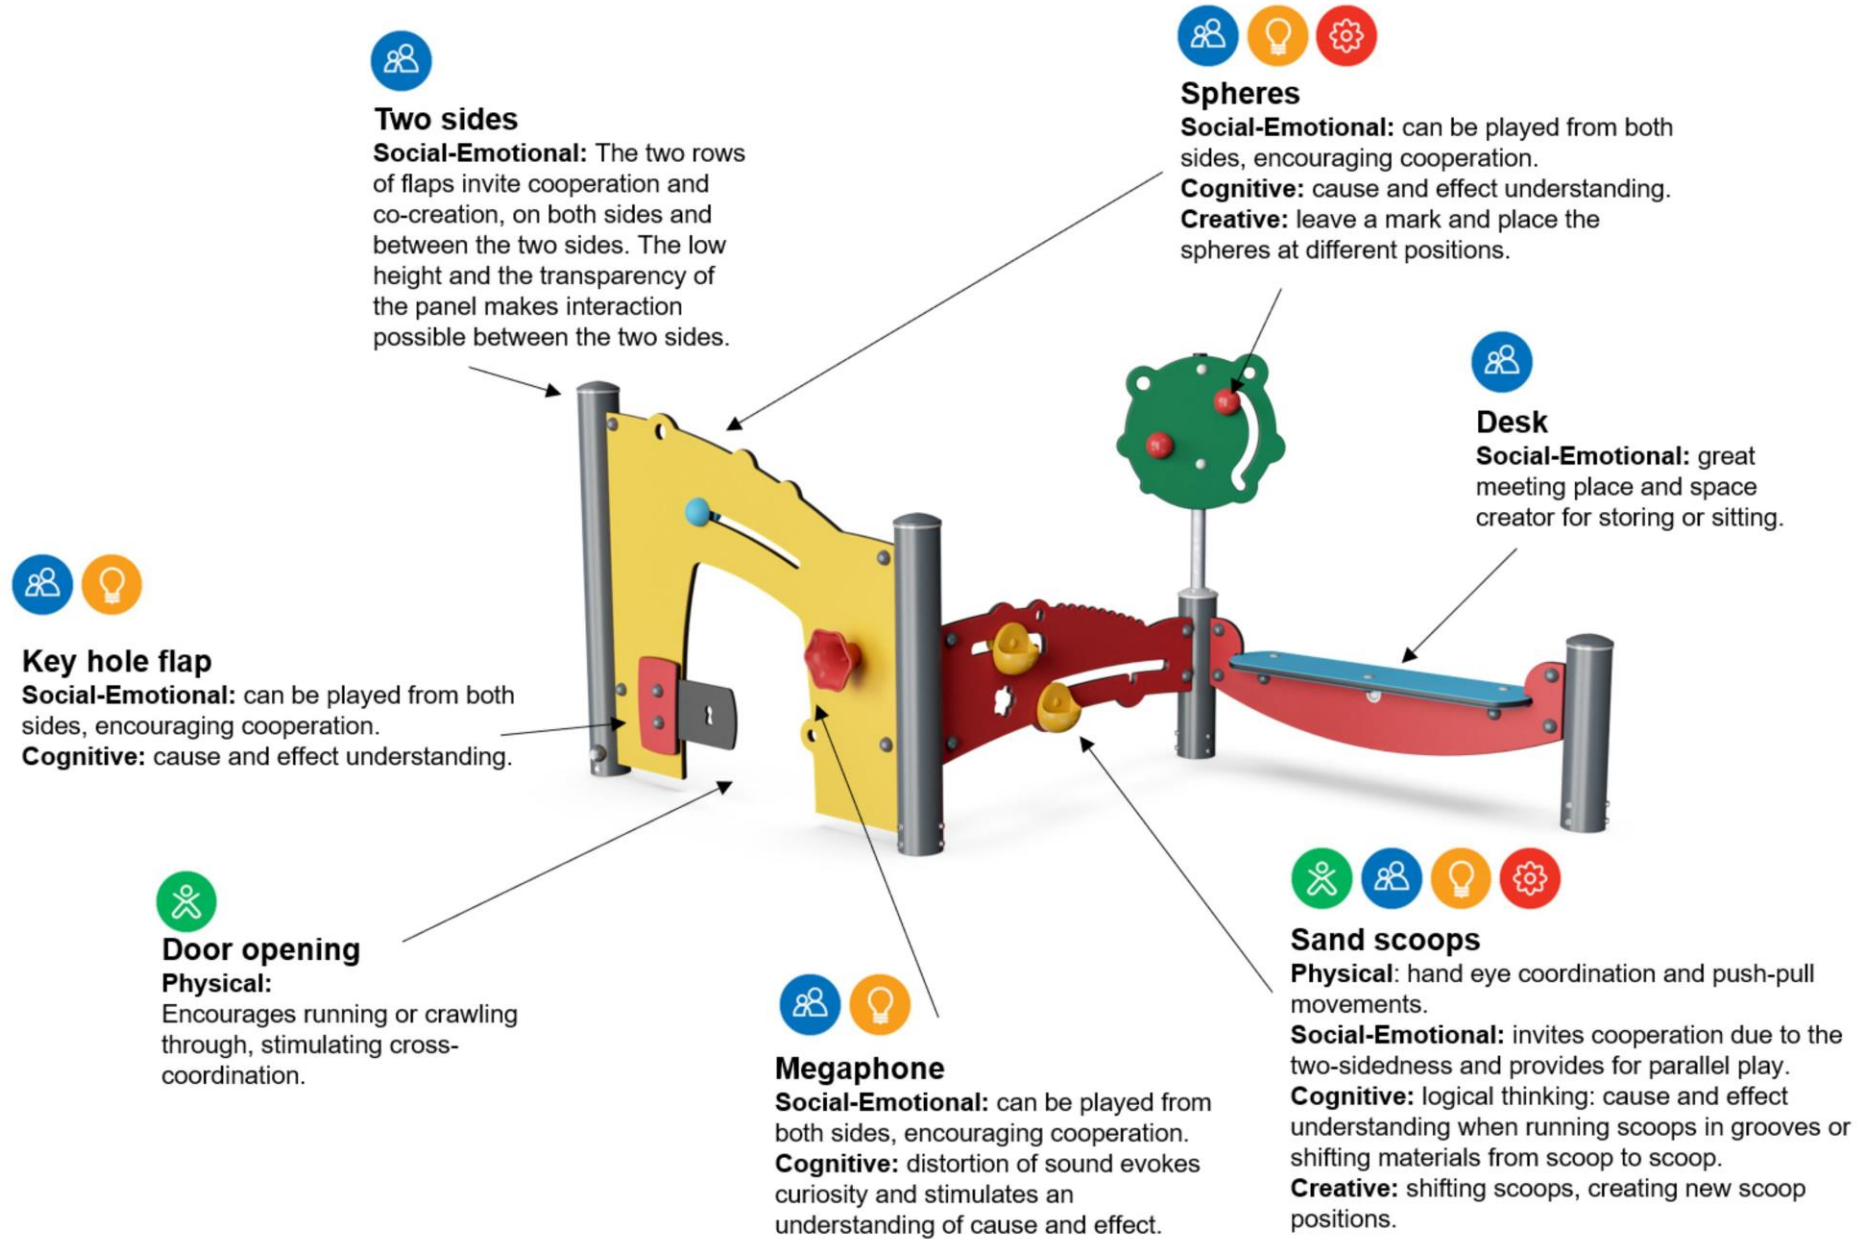 Two sides
Social-Emotional: The two rows
of flaps invite cooperation and
co-creation, on both sides and
between the two sides. The low
height and the transparency of
the panel makes interaction
possible between the two sides.
Spheres
Social-Emotional: can be played from both
sides, encouraging cooperation.
Cognitive: cause and effect understanding.
Creative: leave a mark and place the
spheres at different positions.
Desk
Social-Emotional: great
meeting place and space
creator for storing or sitting.
Key hole flap
Social-Emotional: can be played from both
sides, encouraging cooperation.
Cognitive: cause and effect understanding.
Door opening
Physical:
Encourages running or crawling
through, stimulating cross-
coordination.
Megaphone
Social-Emotional: can be played from
both sides, encouraging cooperation.
Cognitive: distortion of sound evokes
curiosity and stimulates an
understanding of cause and effect.
Sand scoops
Physical: hand eye coordination and push-pull
movements.
Social-Emotional: invites cooperation due to the
two-sidedness and provides for parallel play.
Cognitive: logical thinking: cause and effect
understanding when running scoops in grooves or
shifting materials from scoop to scoop.
Creative: shifting scoops, creating new scoop
positions.